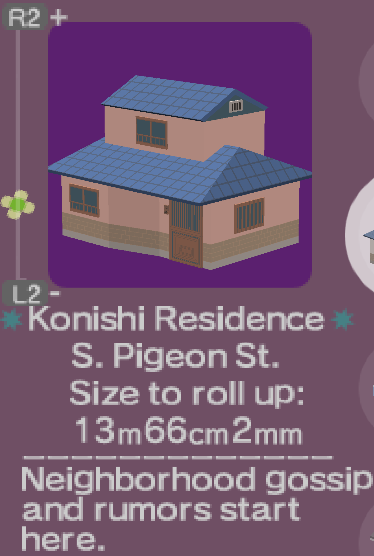 R2 +
L2 -
Konishi Residence
S. Pigeon St.
Size to roll up:
13m66cm2mm
Neighborhood gossip
and rumors start
here.